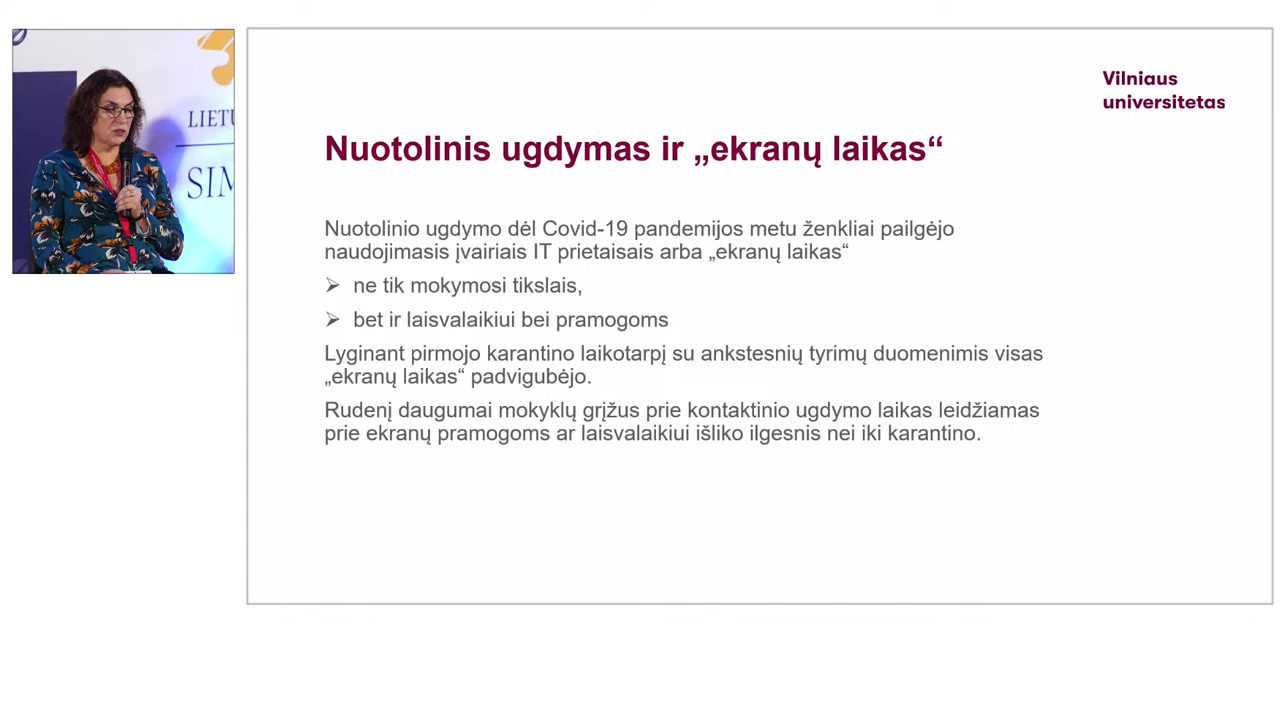 LIETU
SIM
Vilniaus
universitetas
Nuotolinis ugdymas ir „ekranų laikas“
Nuotolinio ugdymo dėl Covid-19 pandemijos metu ženkliai pailgėjo
naudojimasis įvairiais IT prietaisais arba „ekranų laikas“
➢ ne tik mokymosi tikslais,
➢ bet ir laisvalaikiui bei pramogoms
Lyginant pirmojo karantino laikotarpį su ankstesnių tyrimų duomenimis visas
„ekranų laikas“ padvigubėjo.
Rudenį daugumai mokyklų grįžus prie kontaktinio ugdymo laikas leidžiamas
prie ekranų pramogoms ar laisvalaikiui išliko ilgesnis nei iki karantino.